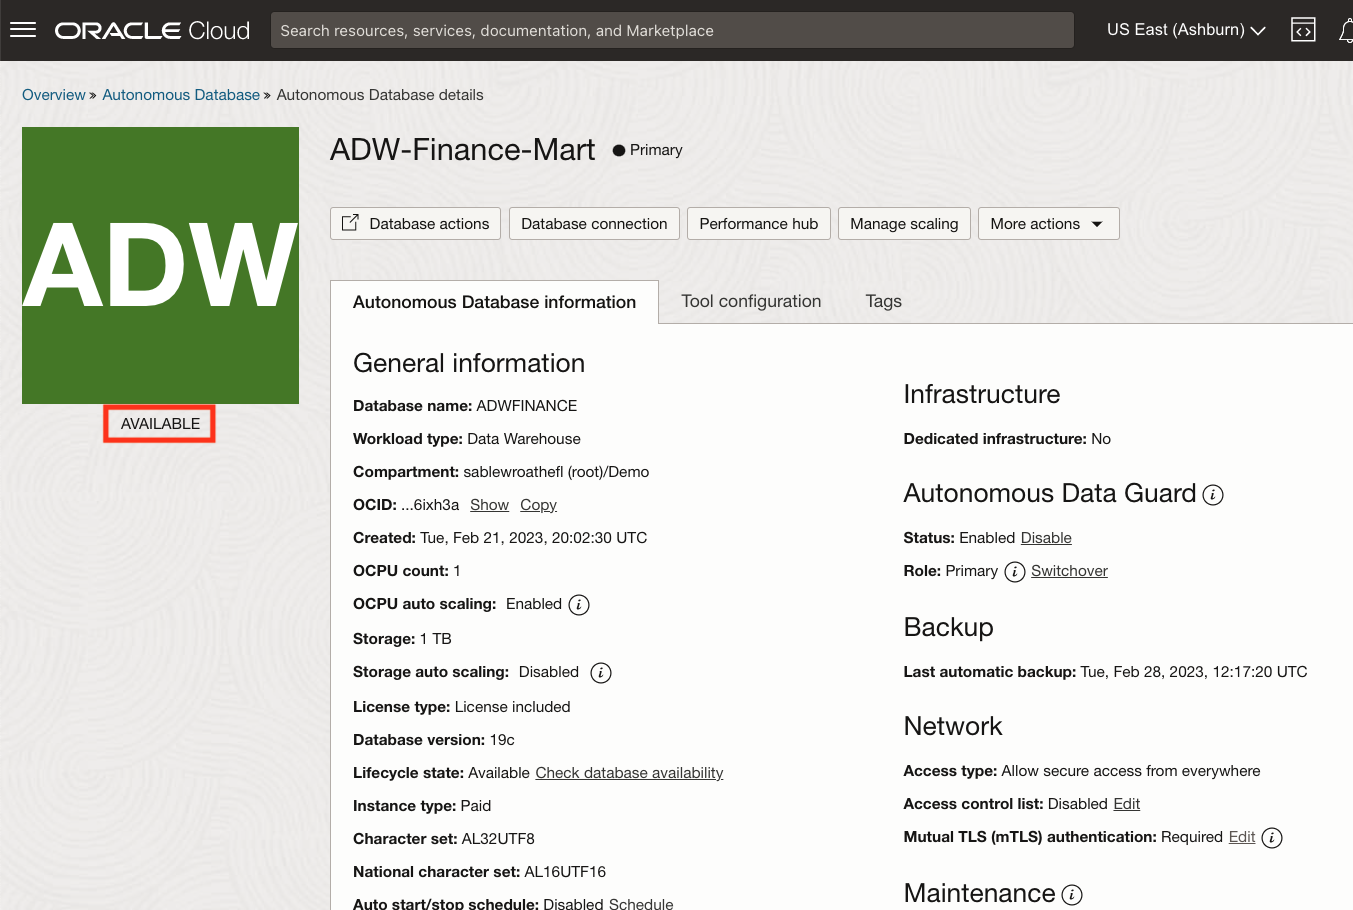 ORACLE Cloud
Search resources, services, documentation, and Marketplace
US East (Ashburn)
Overview » Autonomous Database » Autonomous Database details
ADW
AVAILABLE
ADW-Finance-Mart
Primary
Database actions
Database connection
Performance hub
Manage scaling
More actions
Autonomous Database information
Tool configuration
Tags
General information
Database name: ADWFINANCE
Workload type: Data Warehouse
Compartment: sablewroathefl (root)/Demo
OCID: ...6ixh3a Show Copy
Created: Tue, Feb 21, 2023, 20:02:30 UTC
OCPU count: 1
OCPU auto scaling: Enabled
Storage: 1 TB
Storage auto scaling: Disabled
License type: License included
Database version: 19c
Lifecycle state: Available Check database availability
Instance type: Paid
Character set: AL32UTF8
National character set: AL16UTF16
Auto start/stop schedule: Disabled Schedule
Infrastructure
Dedicated infrastructure: No
Autonomous Data Guard
Status: Enabled Disable
Role: Primary Switchover
Backup
Last automatic backup: Tue, Feb 28, 2023, 12:17:20 UTC
Network
Access type: Allow secure access from everywhere
Access control list: Disabled Edit
Mutual TLS (mTLS) authentication: Required Edit
Maintenance